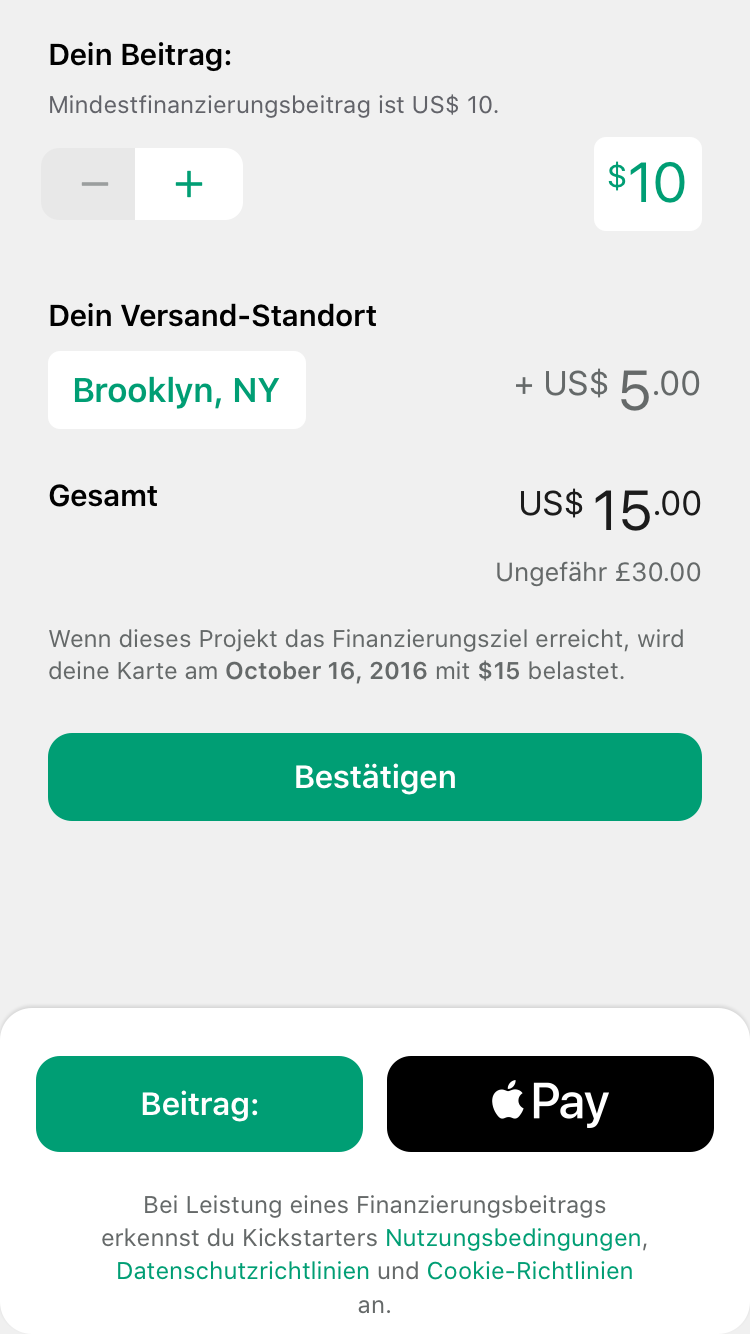 Dein Beitrag:
Mindestfinanzierungsbeitrag ist US$ 10.
− +
$10
Dein Versand-Standort
Brooklyn, NY
+ US$ 5.00
Gesamt
US$ 15.00
Ungefähr £30.00
Wenn dieses Projekt das Finanzierungsziel erreicht, wird
deine Karte am October 16, 2016 mit $15 belastet.
Bestätigen
Beitrag:
Pay
Bei Leistung eines Finanzierungsbeitrags
erkennst du Kickstarters Nutzungsbedingungen,
Datenschutzrichtlinien und Cookie-Richtlinien
an.